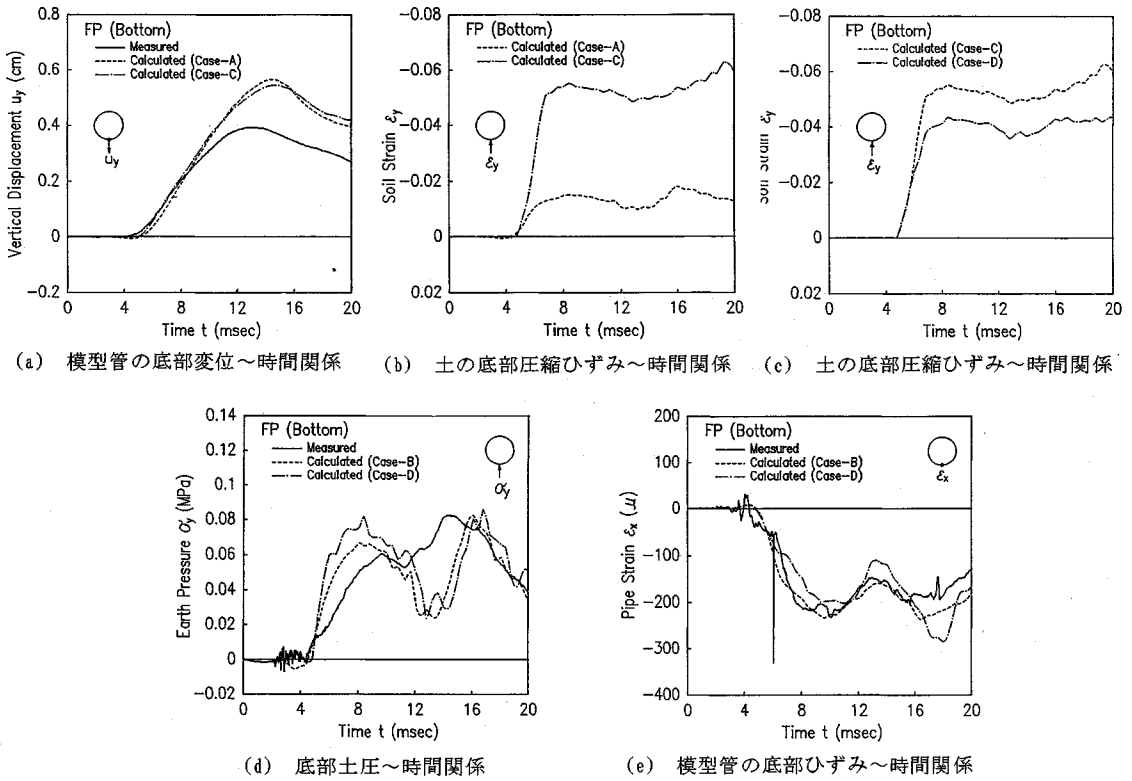 FP (Bottom)
Measured
Calculated (Case-A)
Calculated (Case-C)
Vertical Displacement uy (cm)
0.8
0.6
0.4
0.2
0
-0.2
uy
0 4 8 12 16 20
Time t (msec)
(a) 模型管の底部変位～時間関係
FP (Bottom)
Calculated (Case-A)
Calculated (Case-C)
Soil Strain εy
-0.08
-0.06
-0.04
-0.02
0
0.02
εy
0 4 8 12 16 20
Time t (msec)
(b) 土の底部圧縮ひずみ～時間関係
FP (Bottom)
Calculated (Case-C)
Calculated (Case-D)
εy
-0.08
-0.06
-0.04
-0.02
0
0.02
εy
0 4 8 12 16 20
Time t (msec)
(c) 土の底部圧縮ひずみ～時間関係
FP (Bottom)
Measured
Calculated (Case-B)
Calculated (Case-D)
Earth Pressure σy (MPa)
0.14
0.12
0.10
0.08
0.06
0.04
0.02
0
-0.02
σy
0 4 8 12 16 20
Time t (msec)
(d) 底部土圧～時間関係
FP (Bottom)
Measured
Calculated (Case-B)
Calculated (Case-D)
Pipe Strain εx (μ)
200
100
0
-100
-200
-300
-400
εx
0 4 8 12 16 20
Time t (msec)
(e) 模型管の底部ひずみ～時間関係